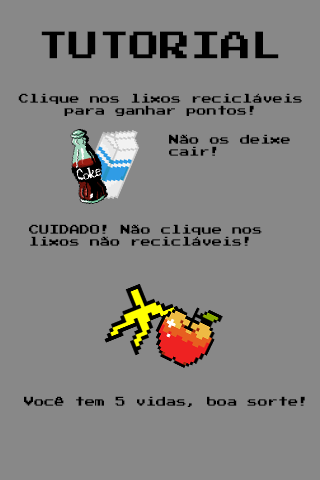 TUTORIAL
Clique nos lixos recicláveis
para ganhar pontos!
Não os deixe
cair!
Coke
CUIDADO! Não clique nos
lixos não recicláveis!
Você tem 5 vidas, boa sorte!